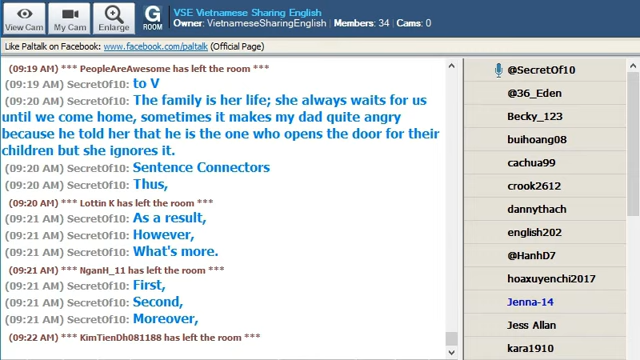 View Cam
My Cam
Enlarge
G
ROOM
VSE Vietnamese Sharing English
Owner: VietnameseSharingEnglish | Members: 34 | Cams: 0
Like Paltalk on Facebook: www.facebook.com/paltalk (Official Page)
(09:19 AM) *** PeopleAreAwesome has left the room ***
(09:19 AM) SecretOf10: to V
(09:20 AM) SecretOf10: The family is her life; she always waits for us
until we come home, sometimes it makes my dad quite angry
because he told her that he is the one who opens the door for their
children but she ignores it.
(09:20 AM) SecretOf10: Sentence Connectors
(09:20 AM) SecretOf10: Thus,
(09:20 AM) *** Lottin K has left the room ***
(09:21 AM) SecretOf10: As a result,
(09:21 AM) SecretOf10: However,
(09:21 AM) SecretOf10: What's more.
(09:21 AM) *** NganH_11 has left the room ***
(09:21 AM) SecretOf10: First,
(09:21 AM) SecretOf10: Second,
(09:21 AM) SecretOf10: Moreover,
(09:22 AM) *** KimTienDh081188 has left the room ***
@SecretOf10
@36_Eden
Becky_123
buihoang08
cachua99
crook2612
dannythach
english202
@HanhD7
hoaxuyenchi2017
Jenna-14
Jess Allan
kara1910